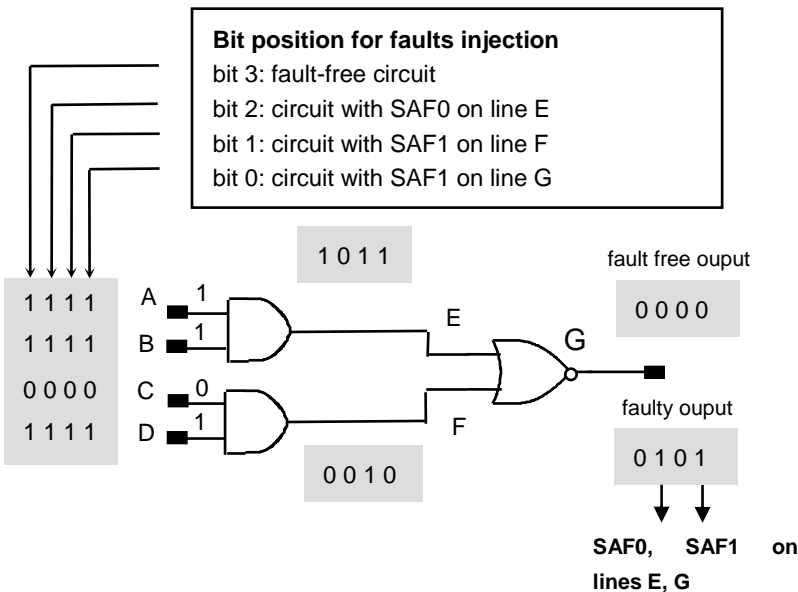 Bit position for faults injection
bit 3: fault-free circuit
bit 2: circuit with SAF0 on line E
bit 1: circuit with SAF1 on line F
bit 0: circuit with SAF1 on line G
1 0 1 1
fault free ouput
0 0 0 0
1 1 1 1
A 1
E
G
1 1 1 1
B 1
0 0 0 0
C 0
faulty ouput
1 1 1 1
D 1
F
0 1 0 1
0 0 1 0
SAF0, SAF1 on
lines E, G